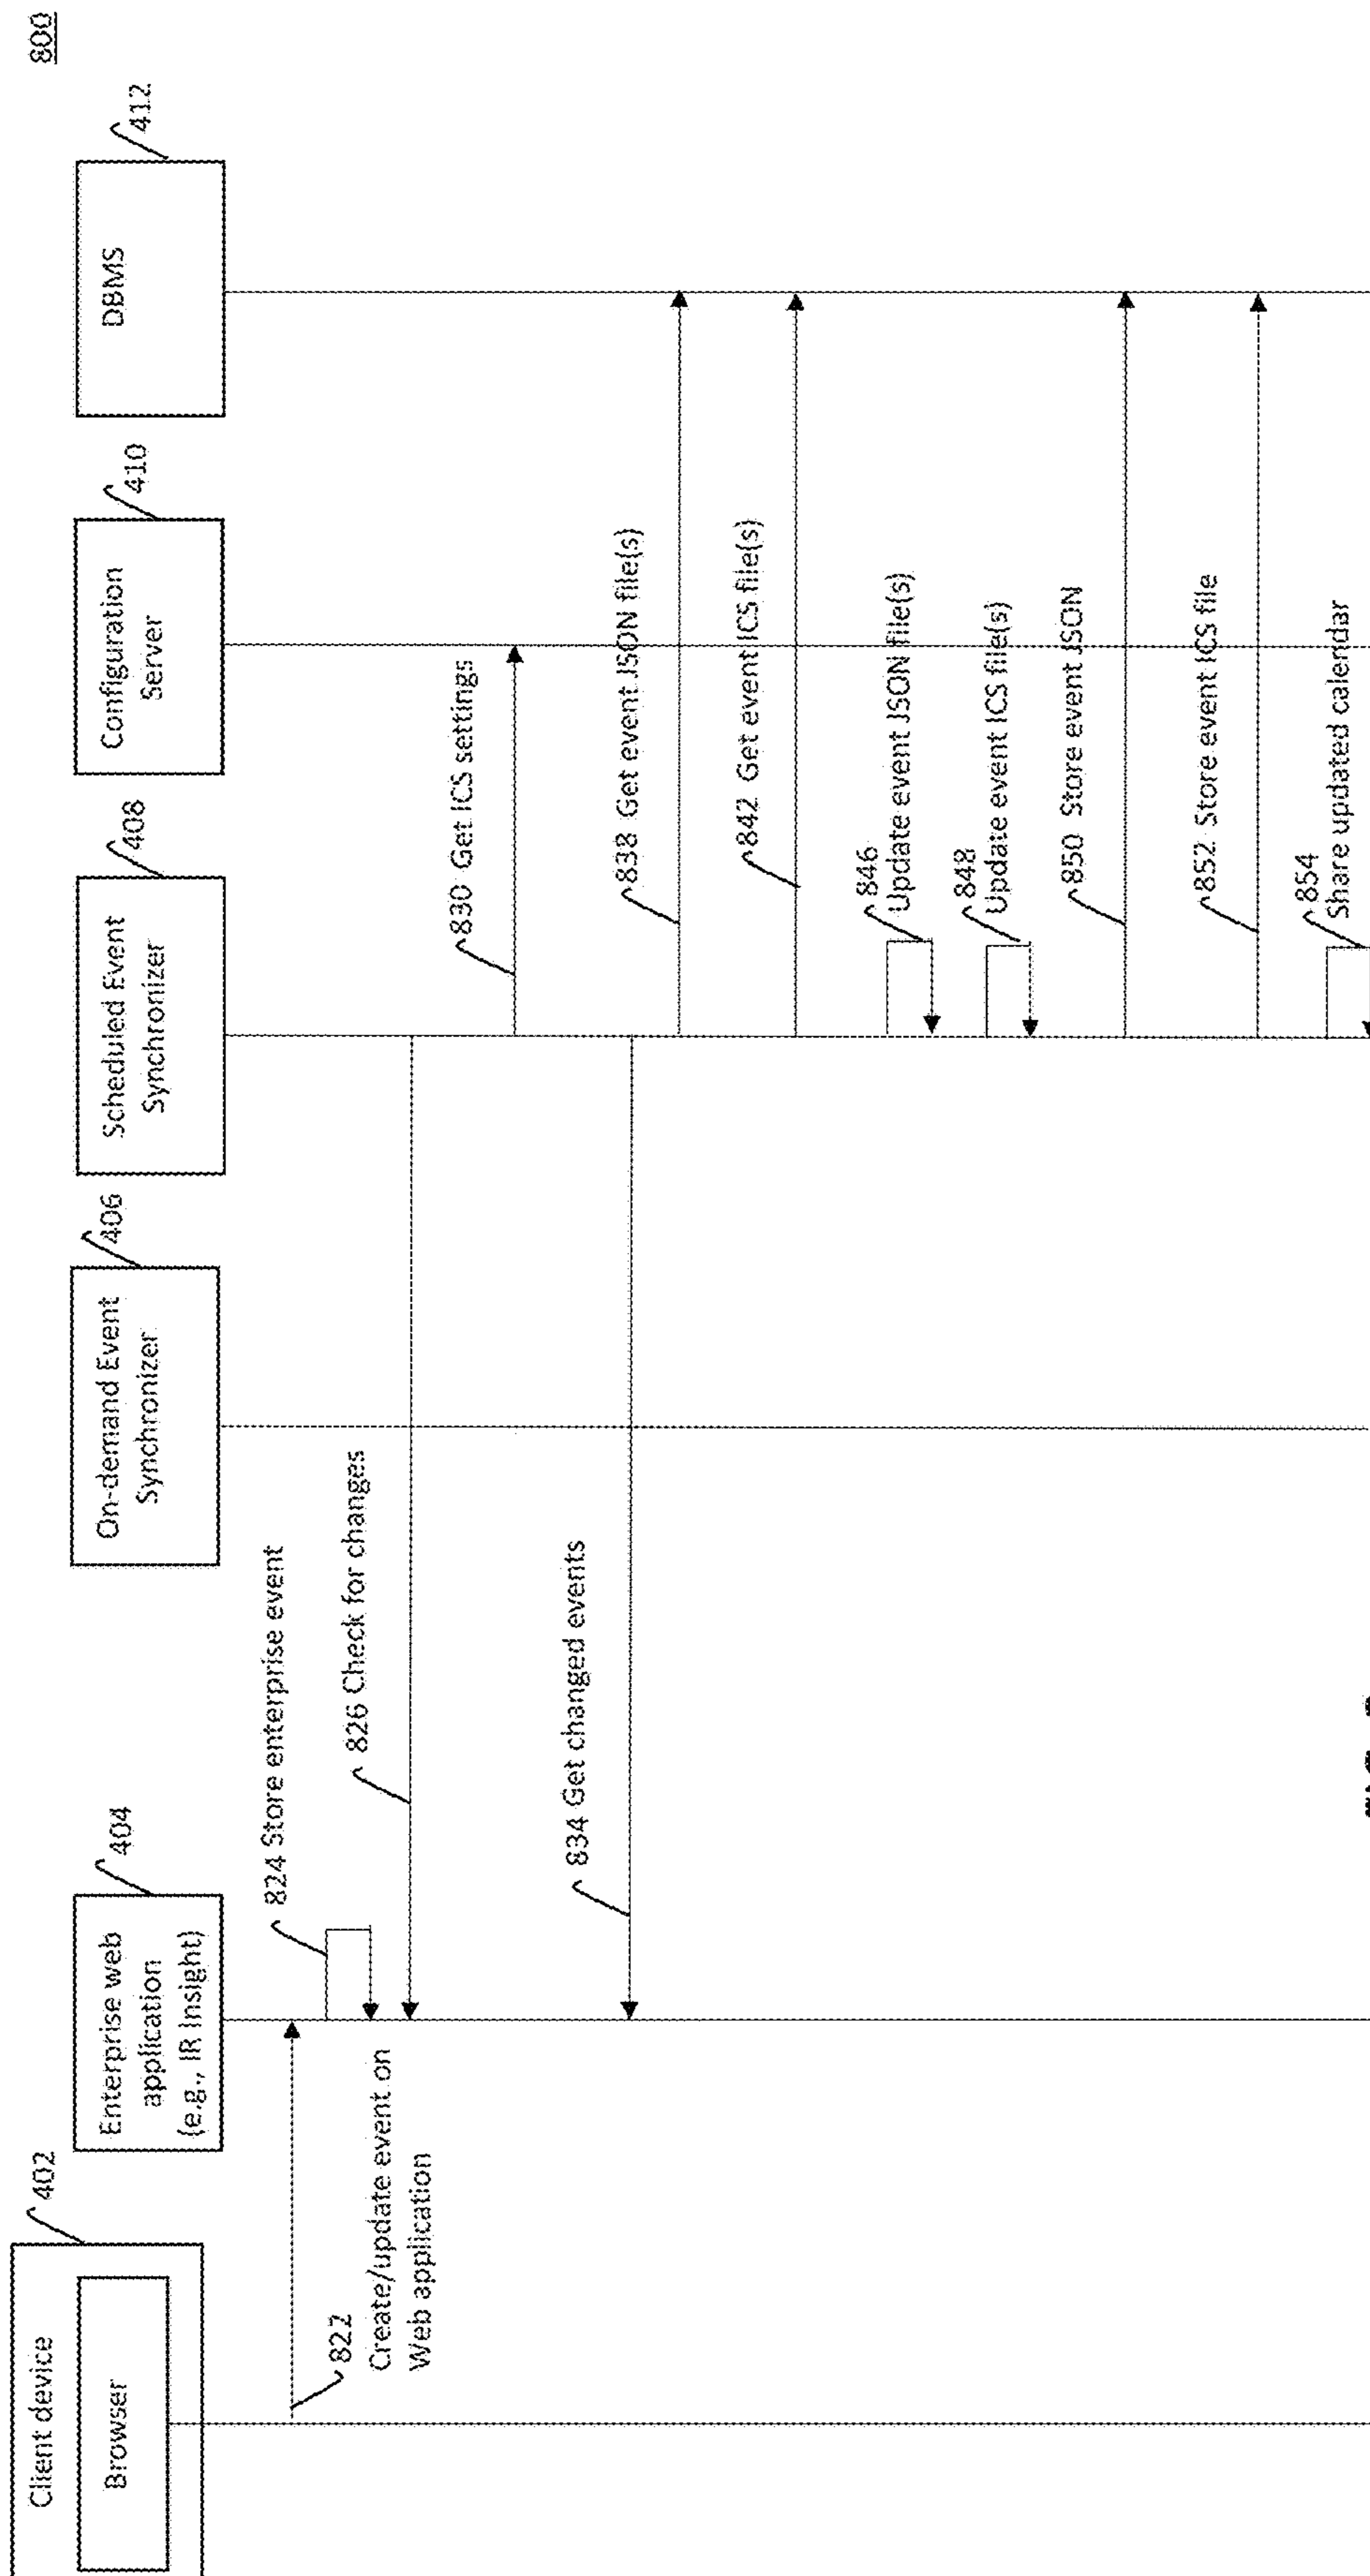 800
Client device
Browser
402
Enterprise web
application
(e.g., IR Insight)
404
On-demand Event
Synchronizer
406
Scheduled Event
Synchronizer
408
Configuration
Server
410
DBMS
412
822
Create/update event on
Web application
824 Store enterprise event
826 Check for changes
830 Get ICS settings
834 Get changed events
838 Get event JSON file(s)
842 Get event ICS file(s)
846
Update event JSON file(s)
848
Update event ICS file(s)
850 Store event JSON
852 Store event ICS file
854
Share updated calendar